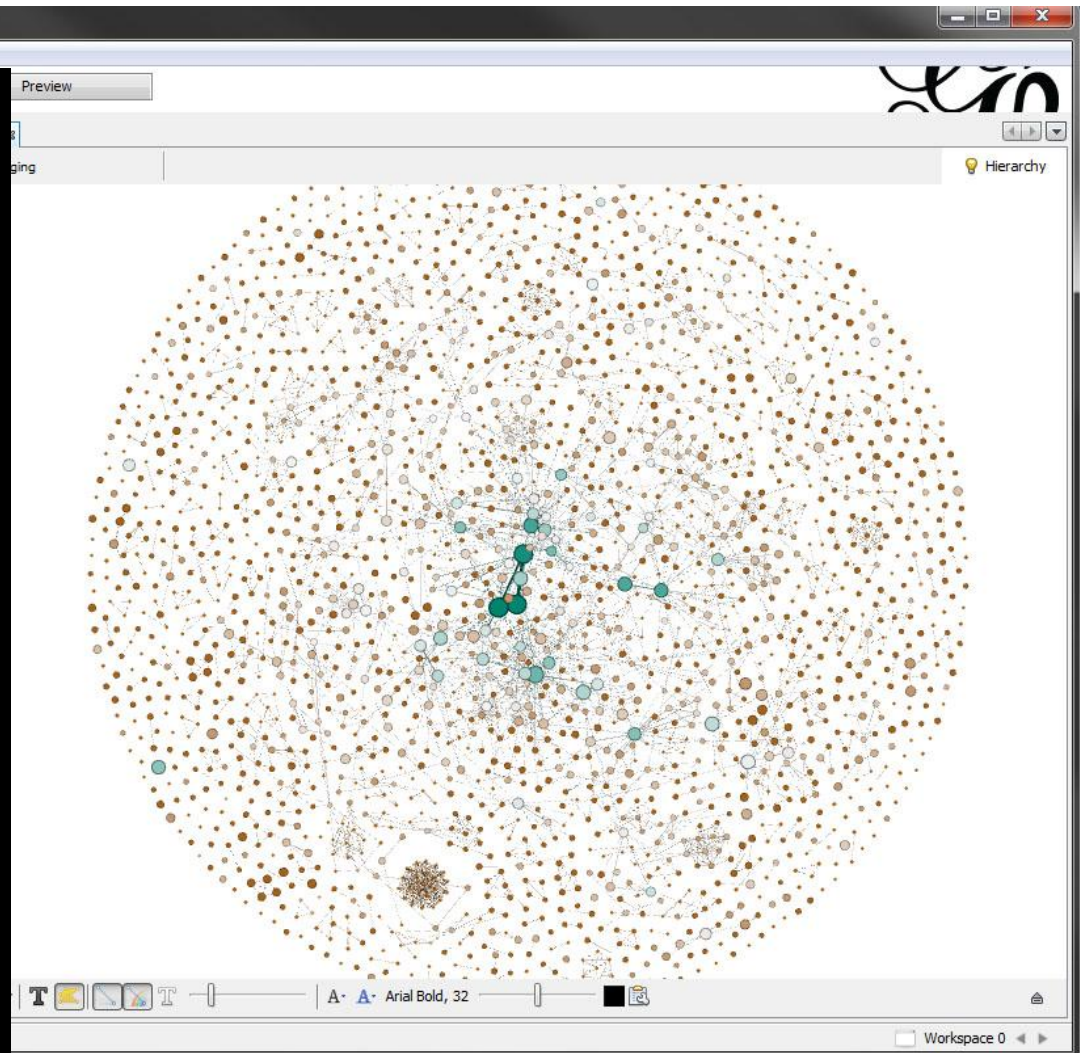 Preview
ging
Hierarchy
T T A- A- Arial Bold, 32
Workspace 0